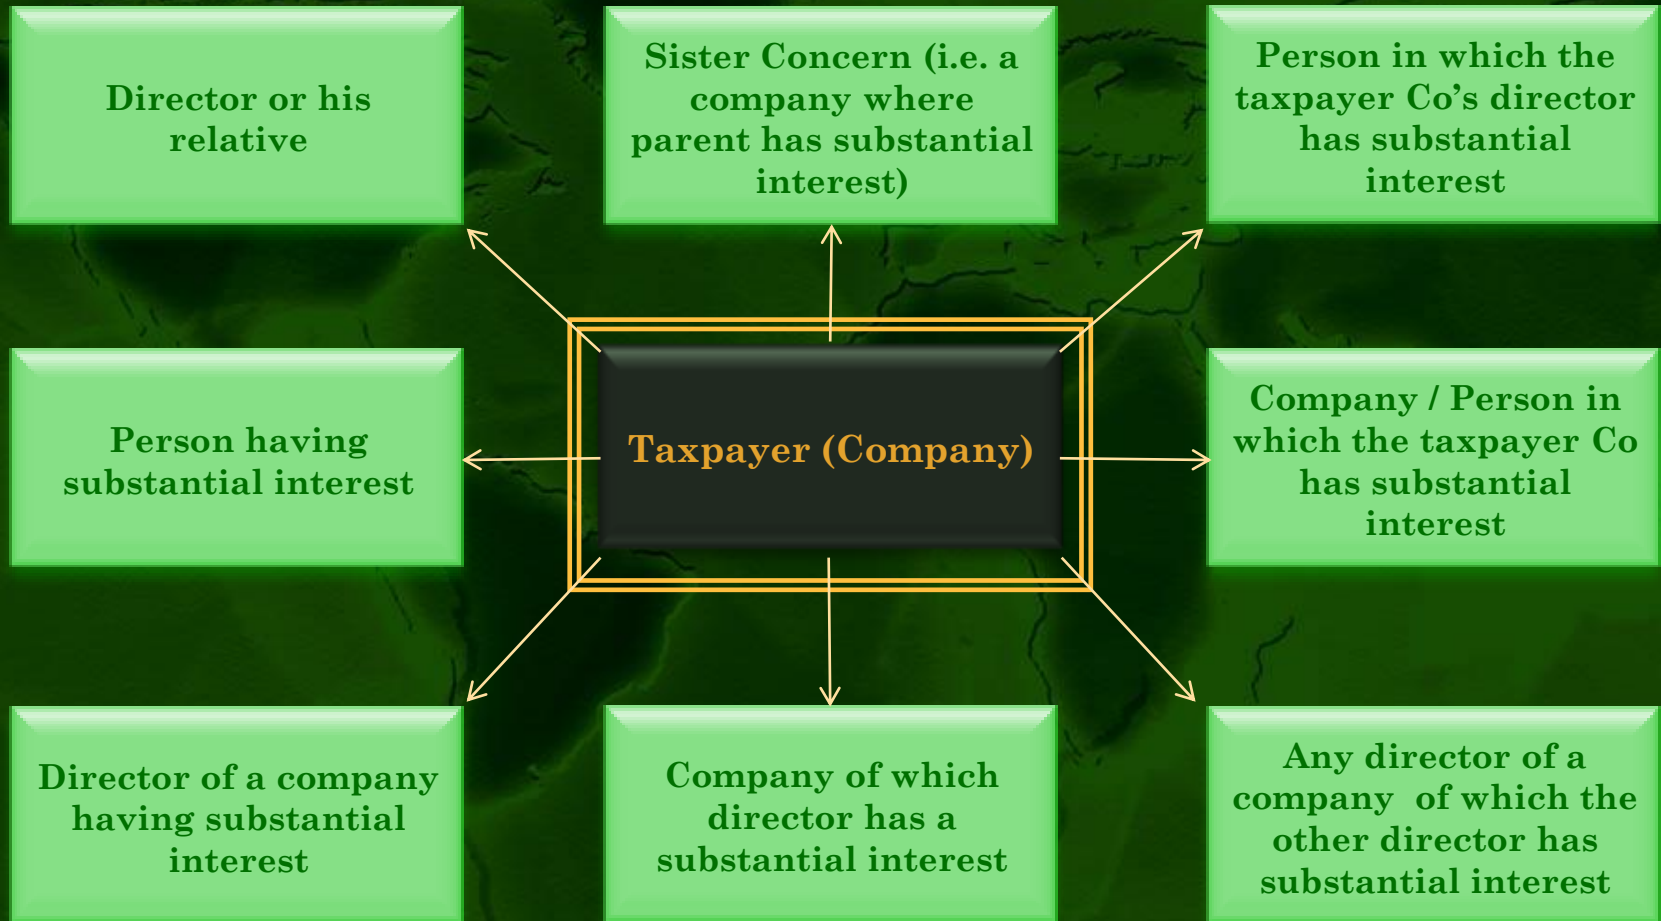 Director or his
relative
Sister Concern (i.e. a
company where
parent has substantial
interest)
Person in which the
taxpayer Co’s director
has substantial
interest
Person having
substantial interest
Taxpayer (Company)
Company / Person in
which the taxpayer Co
has substantial
interest
Director of a company
having substantial
interest
Company of which
director has a
substantial interest
Any director of a
company  of which the
other director has
substantial interest